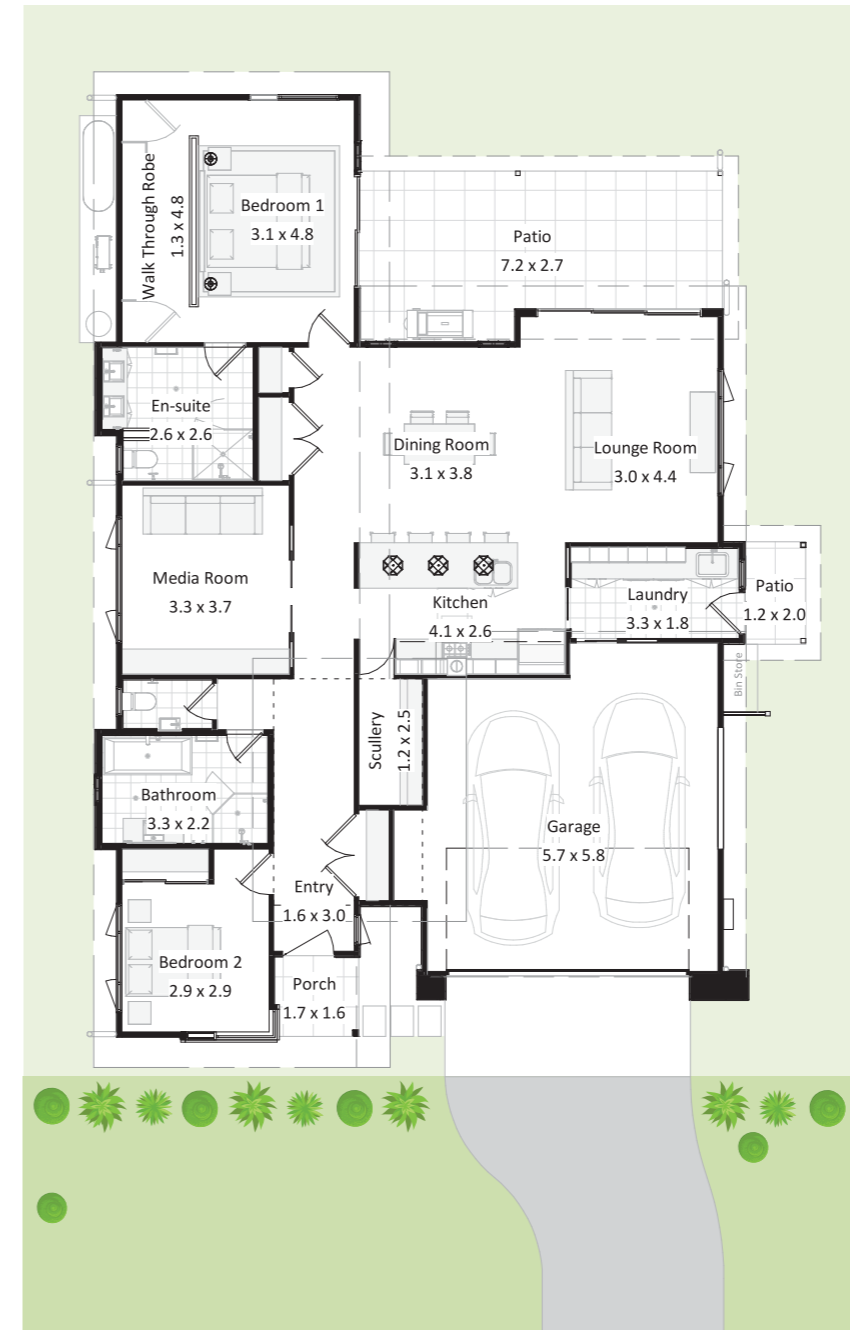 Walk Through Robe
1.3 x 4.8
Bedroom 1
3.1 x 4.8
Patio
7.2 x 2.7
En-suite
2.6 x 2.6
Dining Room
3.1 x 3.8
Lounge Room
3.0 x 4.4
Media Room
3.3 x 3.7
Kitchen
4.1 x 2.6
Laundry
3.3 x 1.8
Patio
1.2 x 2.0
Bin Store
Scullery
1.2 x 2.5
Bathroom
3.3 x 2.2
Garage
5.7 x 5.8
Entry
1.6 x 3.0
Bedroom 2
2.9 x 2.9
Porch
1.7 x 1.6